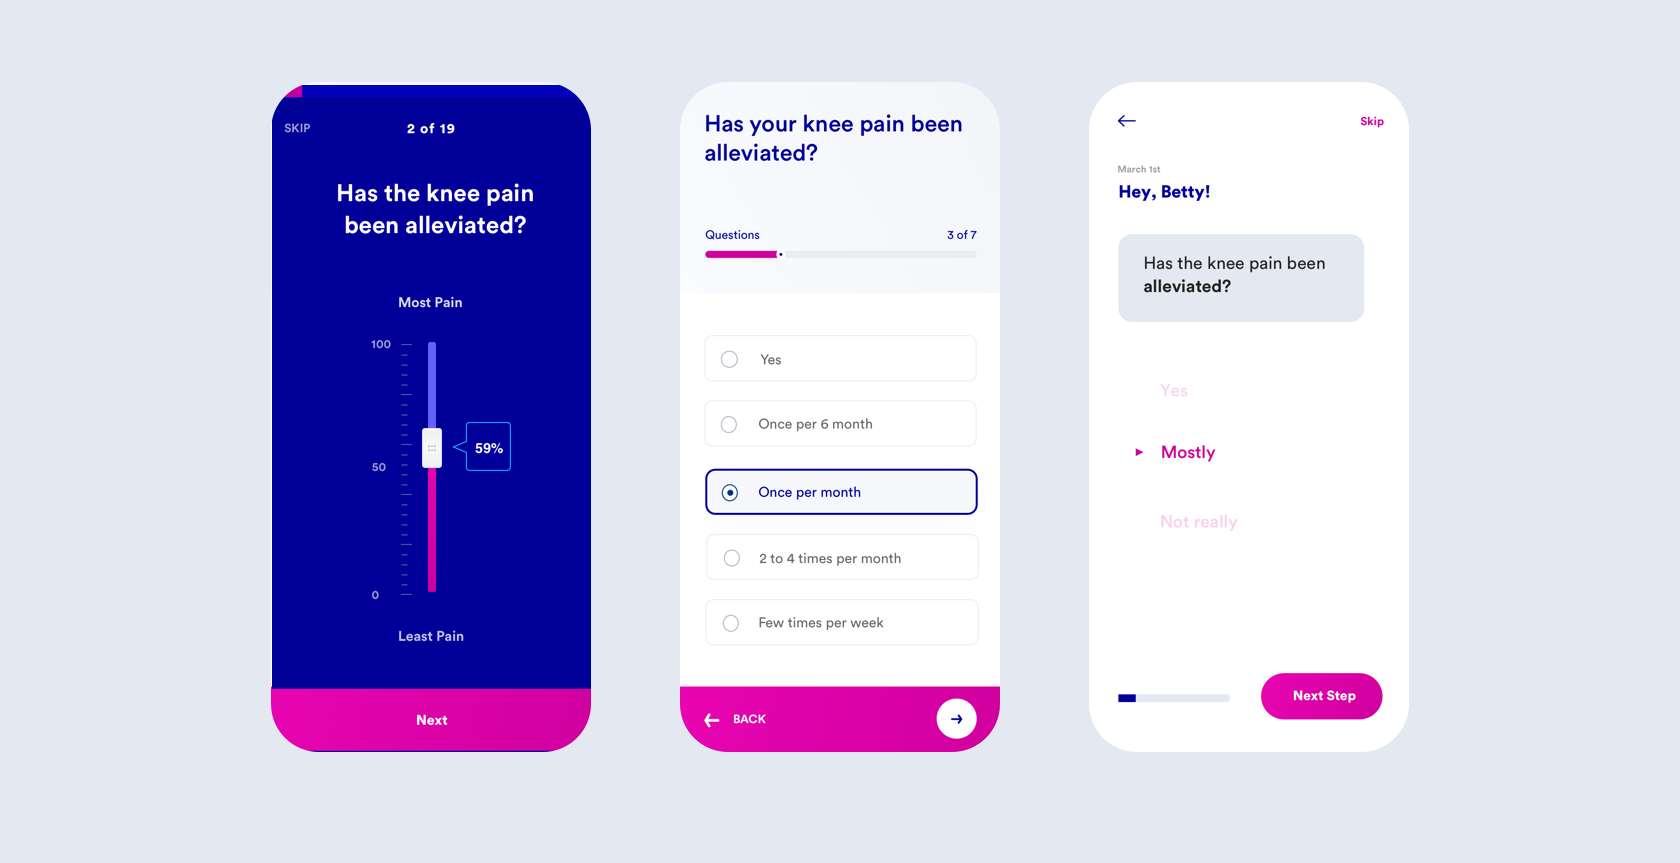 SKIP
2 of 19
Has the knee pain
been alleviated?
Most Pain
100
59%
50
0
Least Pain
Next
Has your knee pain been
alleviated?
Questions
3 of 7
Yes
Once per 6 month
Once per month
2 to 4 times per month
Few times per week
BACK
Skip
March 1st
Hey, Betty!
Has the knee pain been
alleviated?
Yes
Mostly
Not really
Next Step